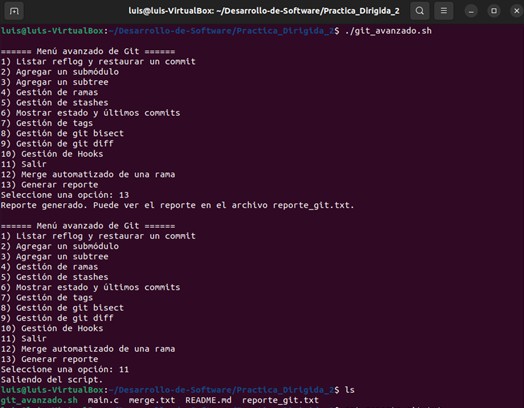 luis@luis-VirtualBox: ~/Desarrollo-de-Software/Practica_Dirigida_2
luis@luis-VirtualBox:~/Desarrollo-de-Software/Practica_Dirigida_2$ ./git_avanzado.sh
====== Menú avanzado de Git ======
1) Listar reflog y restaurar un commit
2) Agregar un submódulo
3) Agregar un subtree
4) Gestión de ramas
5) Gestión de stashes
6) Mostrar estado y últimos commits
7) Gestión de tags
8) Gestión de git bisect
9) Gestión de git diff
10) Gestión de Hooks
11) Salir
12) Merge automatizado de una rama
13) Generar reporte
Seleccione una opción: 13
Reporte generado. Puede ver el reporte en el archivo reporte_git.txt.
====== Menú avanzado de Git ======
1) Listar reflog y restaurar un commit
2) Agregar un submódulo
3) Agregar un subtree
4) Gestión de ramas
5) Gestión de stashes
6) Mostrar estado y últimos commits
7) Gestión de tags
8) Gestión de git bisect
9) Gestión de git diff
10) Gestión de Hooks
11) Salir
12) Merge automatizado de una rama
13) Generar reporte
Seleccione una opción: 11
Saliendo del script.
luis@luis-VirtualBox:~/Desarrollo-de-Software/Practica_Dirigida_2$ ls
git_avanzado.sh main.c merge.txt README.md reporte_git.txt